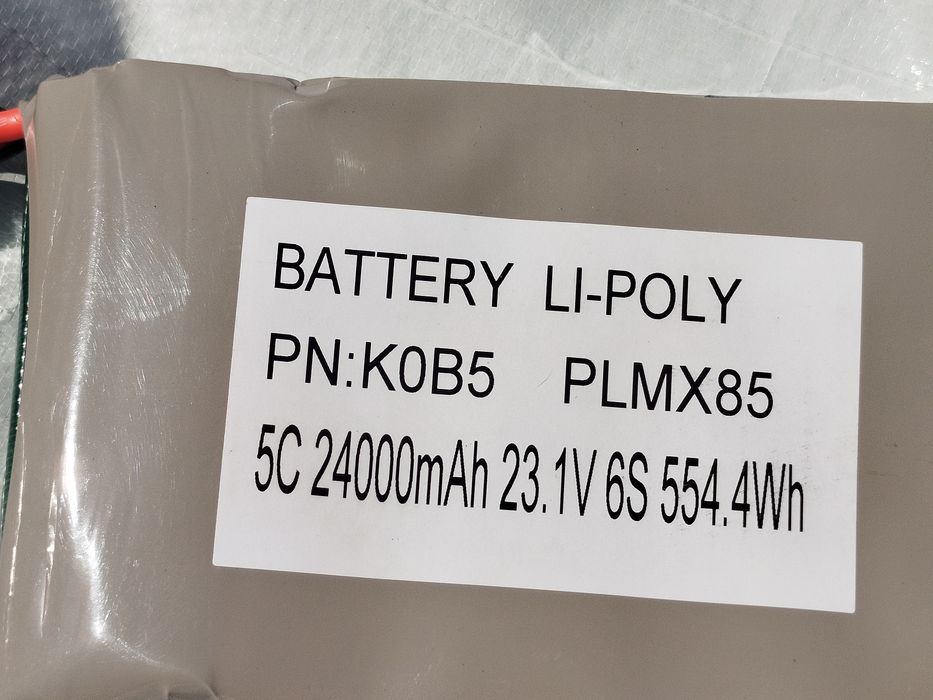 BATTERY LI-POLY
PN:K0B5 PLMX85
5C 24000mAh 23.1V 6S 554.4Wh